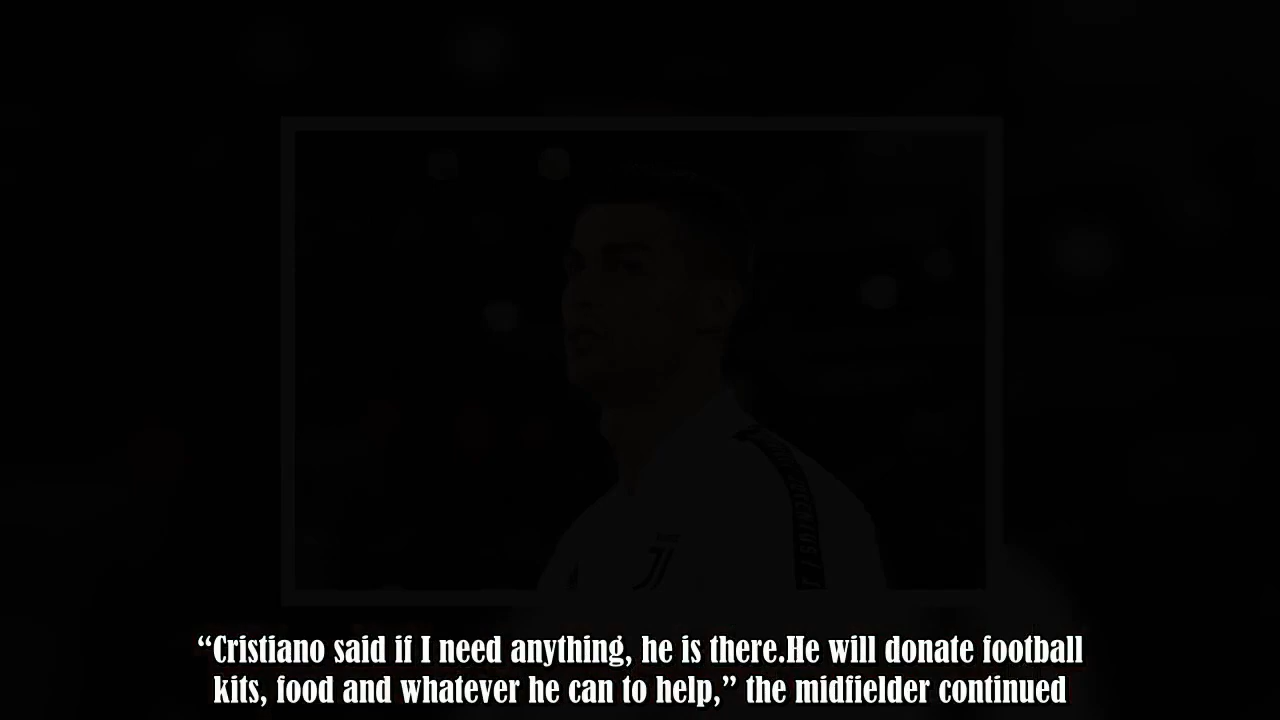 “Cristiano said if I need anything, he is there.He will donate football
kits, food and whatever he can to help,” the midfielder continued